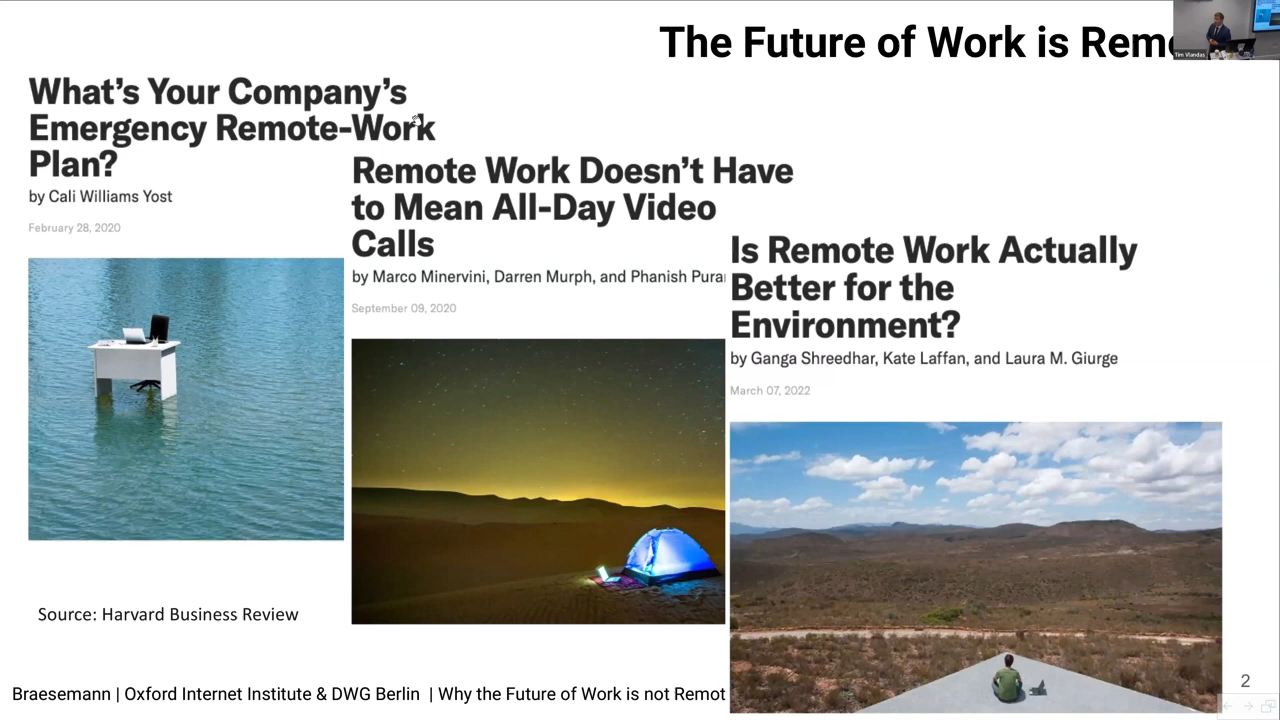 The Future of Work is Remo
Tim Vlandas
What's Your Company's
Emergency Remote-Work
Plan?
by Cali Williams Yost
February 28, 2020
Remote Work Doesn't Have
to Mean All-Day Video
Calls
by Marco Minervini, Darren Murph, and Phanish Pura
September 09, 2020
Is Remote Work Actually
Better for the
Environment?
by Ganga Shreedhar, Kate Laffan, and Laura M. Giurge
March 07, 2022
Source: Harvard Business Review
Braesemann | Oxford Internet Institute & DWG Berlin | Why the Future of Work is not Remot
2